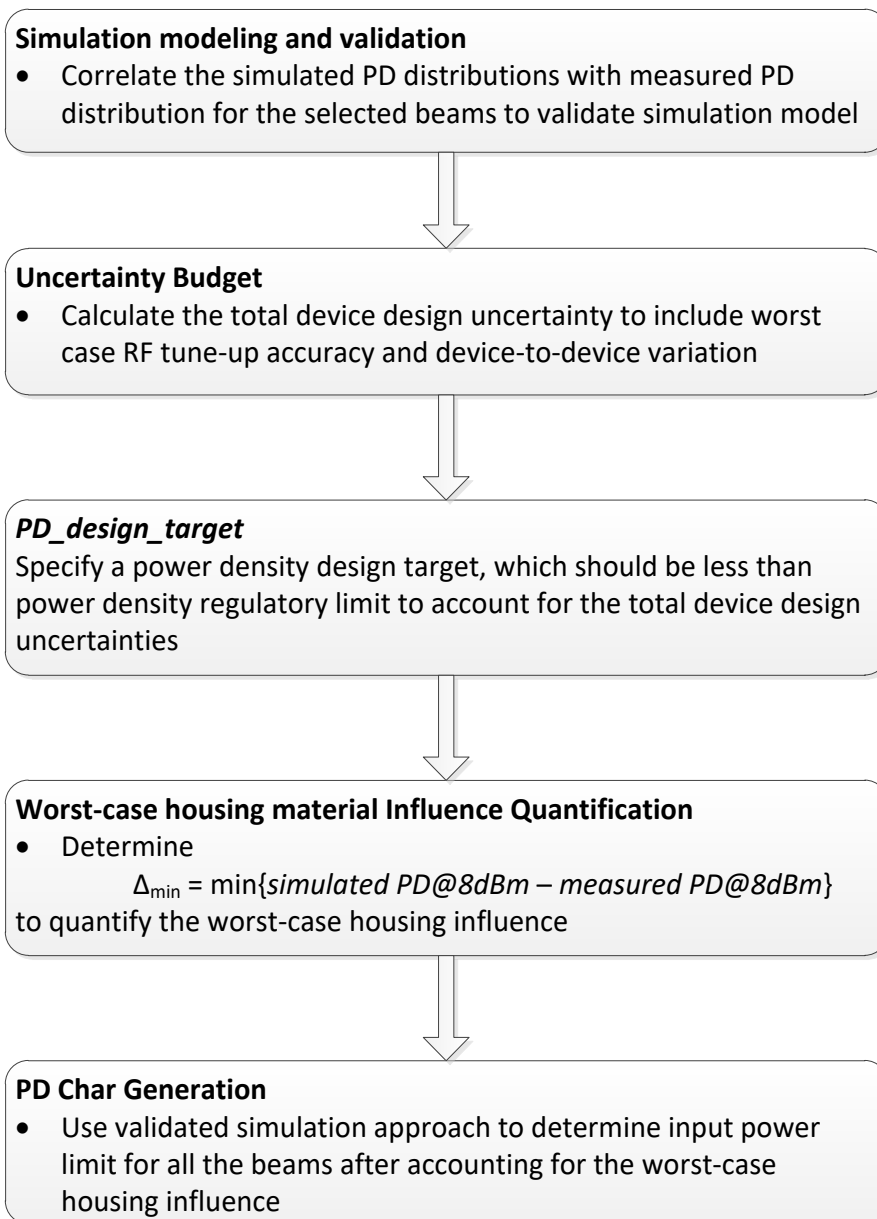 Simulation modeling and validation
• Correlate the simulated PD distributions with measured PD
distribution for the selected beams to validate simulation model
Uncertainty Budget
• Calculate the total device design uncertainty to include worst
case RF tune-up accuracy and device-to-device variation
PD_design_target
Specify a power density design target, which should be less than
power density regulatory limit to account for the total device design
uncertainties
Worst-case housing material Influence Quantification
• Determine
Δmin = min{simulated PD@8dBm – measured PD@8dBm}
to quantify the worst-case housing influence
PD Char Generation
• Use validated simulation approach to determine input power
limit for all the beams after accounting for the worst-case
housing influence